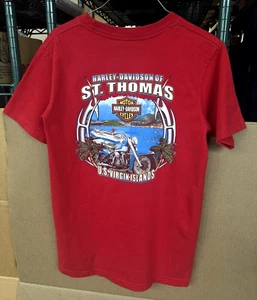 HARLEY-DAVIDSON OF
ST. THOMAS
MOTOR
HARLEY-DAVIDSON
CYCLES
U.S. VIRGIN ISLANDS